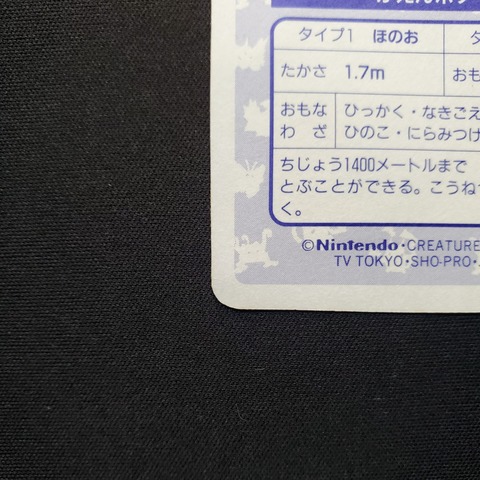 タイプ1 ほのお
たかさ 1.7m おも
おもな ひっかく・なきごえ
わざ ひのこ・にらみつけ
ちじょう1400メートルまで
とぶことができる。こうねつ
く。
©Nintendo・CREATURE
TV TOKYO・SHO-PRO・